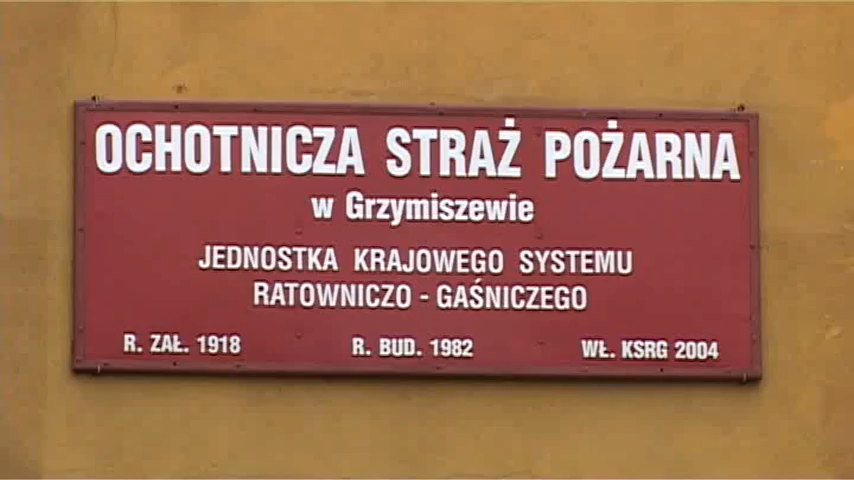 OCHOTNICZA STRAŻ POŻARNA
w Grzymiszewie
JEDNOSTKA KRAJOWEGO SYSTEMU
RATOWNICZO - GAŚNICZEGO
R. ZAŁ. 1918 R. BUD. 1982 WŁ. KSRG 2004